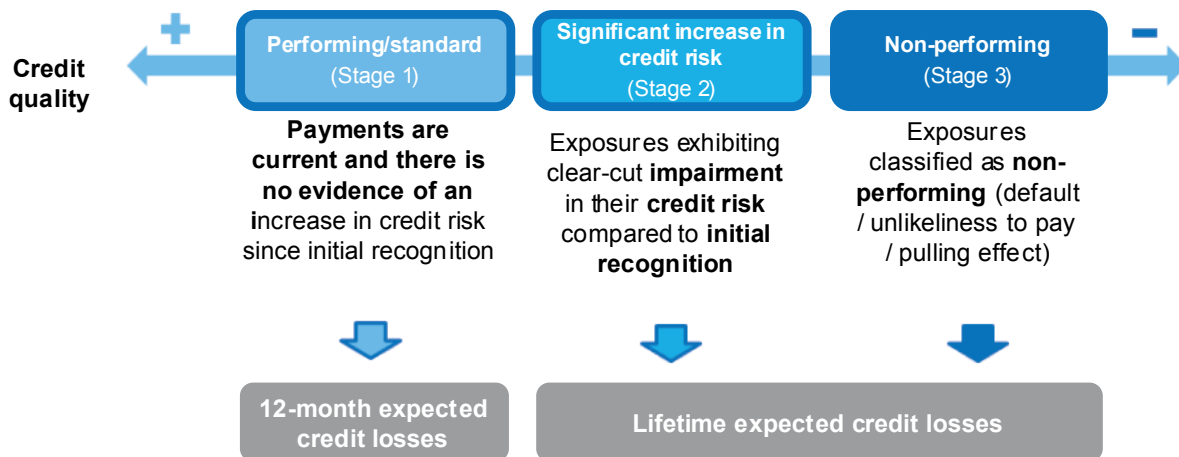 Credit
quality
+
Performing/standard
(Stage 1)
Significant increase in
credit risk
(Stage 2)
Non-performing
(Stage 3)
-
Payments are
current and there is
no evidence of an
increase in credit risk
since initial recognition
Exposures exhibiting
clear-cut impairment
in their credit risk
compared to initial
recognition
Exposures
classified as non-
performing (default
/ unlikeliness to pay
/ pulling effect)
12-month expected
credit losses
Lifetime expected credit losses